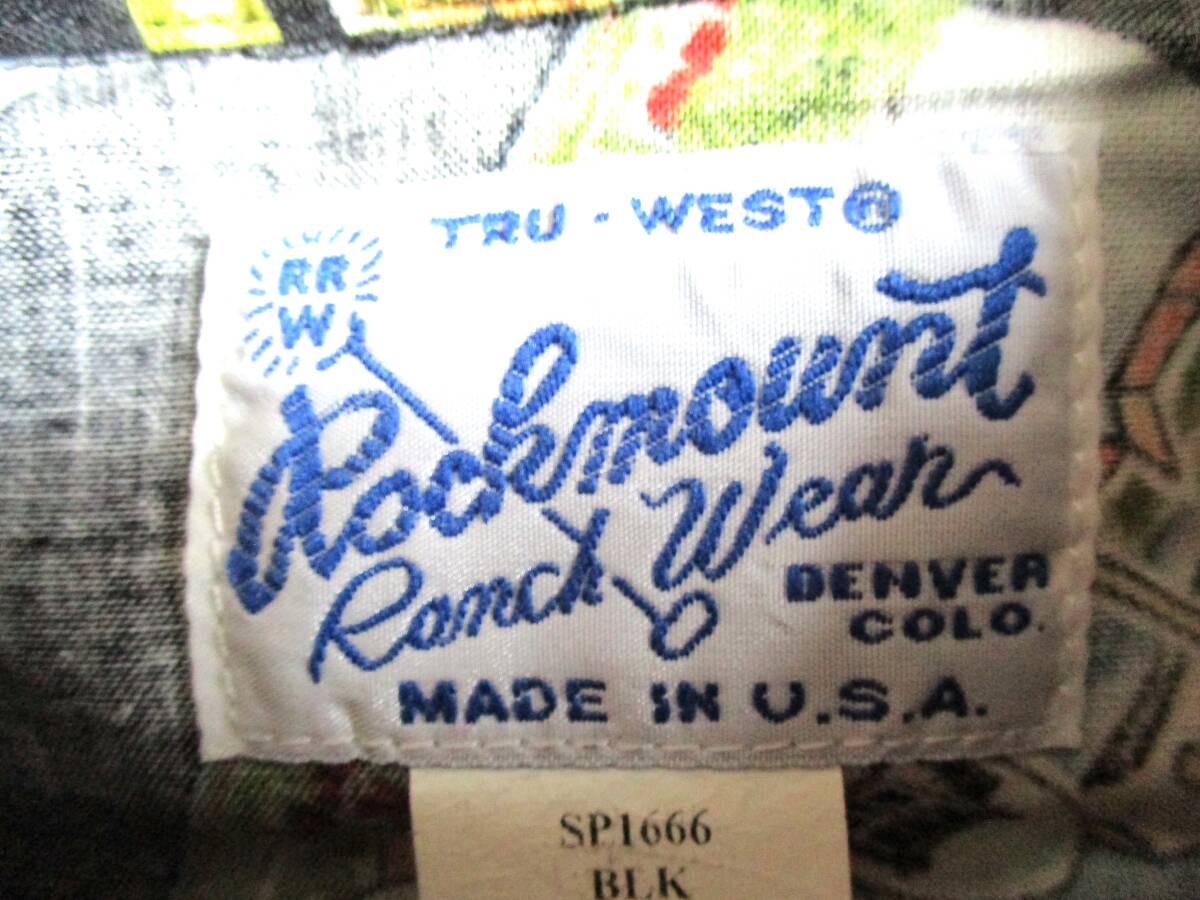 TRU - WEST®
RR
W
Rockmount
Ranch Wear
DENVER
COLO.
MADE IN U.S.A.
SP1666
BLK